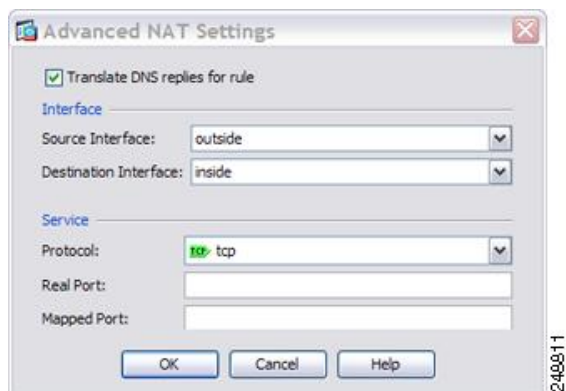 Advanced NAT Settings
Translate DNS replies for rule
Interface
Source Interface: outside
Destination Interface: inside
Service
Protocol: TCP tcp
Real Port:
Mapped Port:
OK Cancel Help
248811